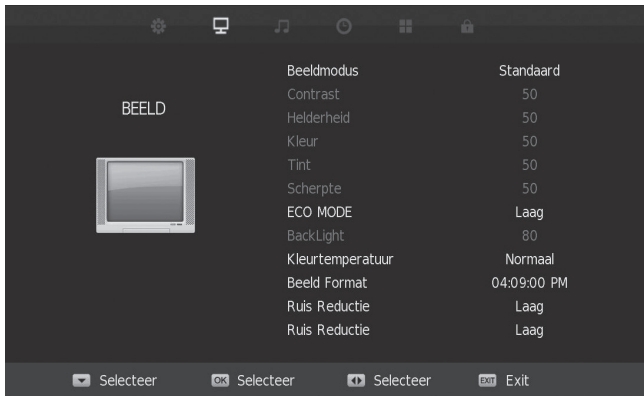 BEELD
Beeldmodus Standaard
Contrast 50
Helderheid 50
Kleur 50
Tint 50
Scherpte 50
ECO MODE Laag
BackLight 80
Kleurtemperatuur Normaal
Beeld Format 04:09:00 PM
Ruis Reductie Laag
Ruis Reductie Laag
Selecteer OK Selecteer Selecteer EXIT Exit